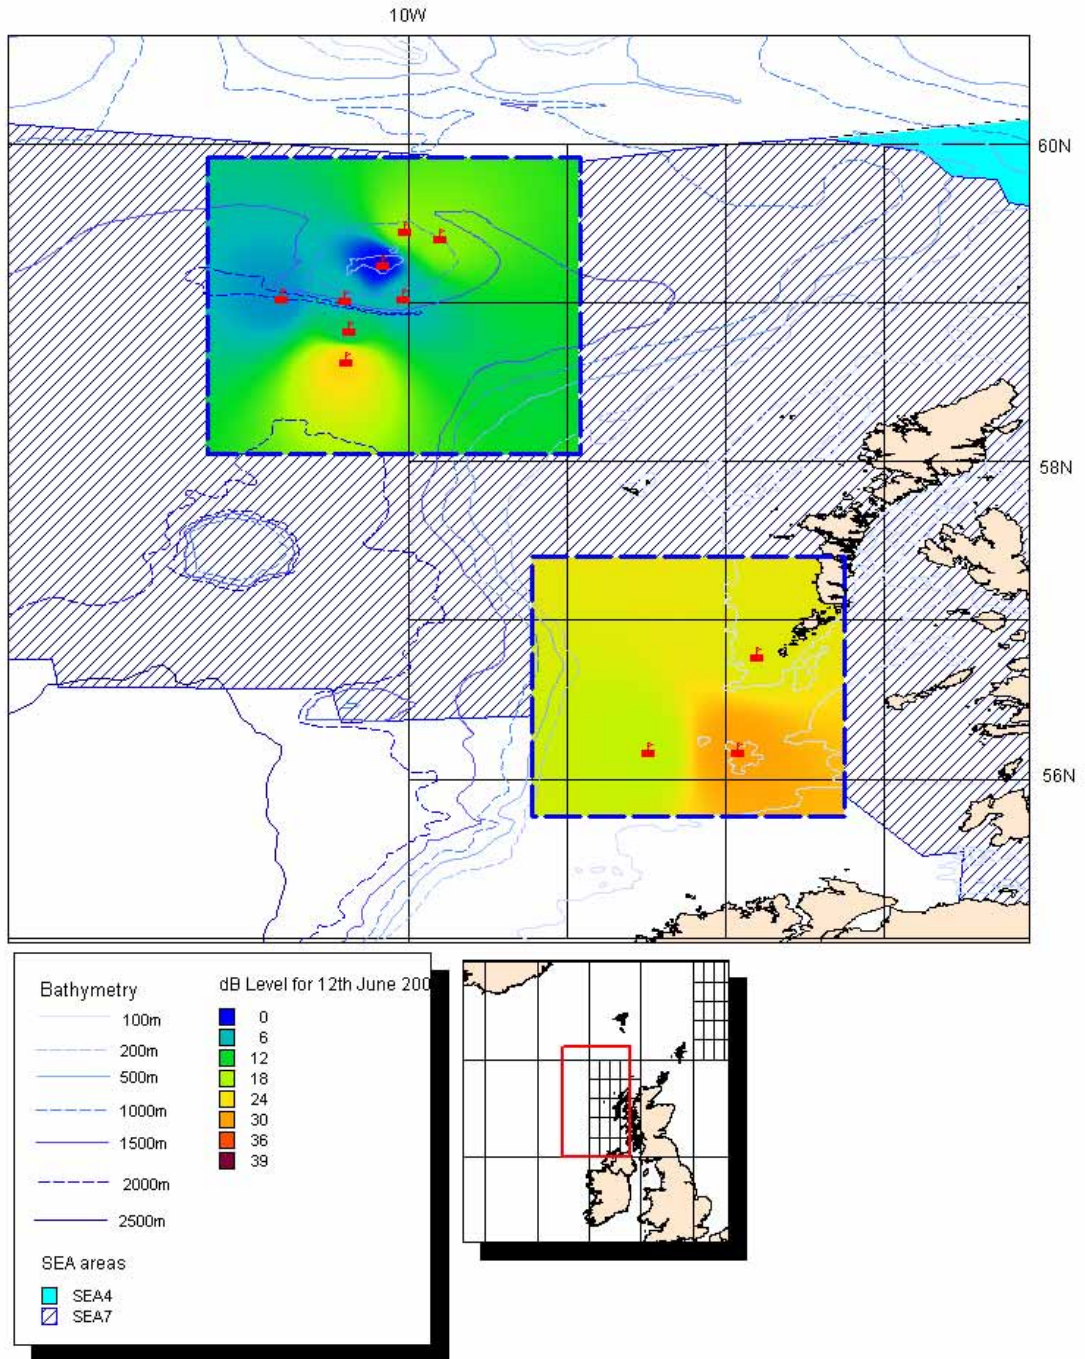 10W
60N
58N
56N
Bathymetry
100m
200m
500m
1000m
1500m
2000m
2500m
SEA areas
SEA4
SEA7
dB Level for 12th June 200
0
6
12
18
24
30
36
39